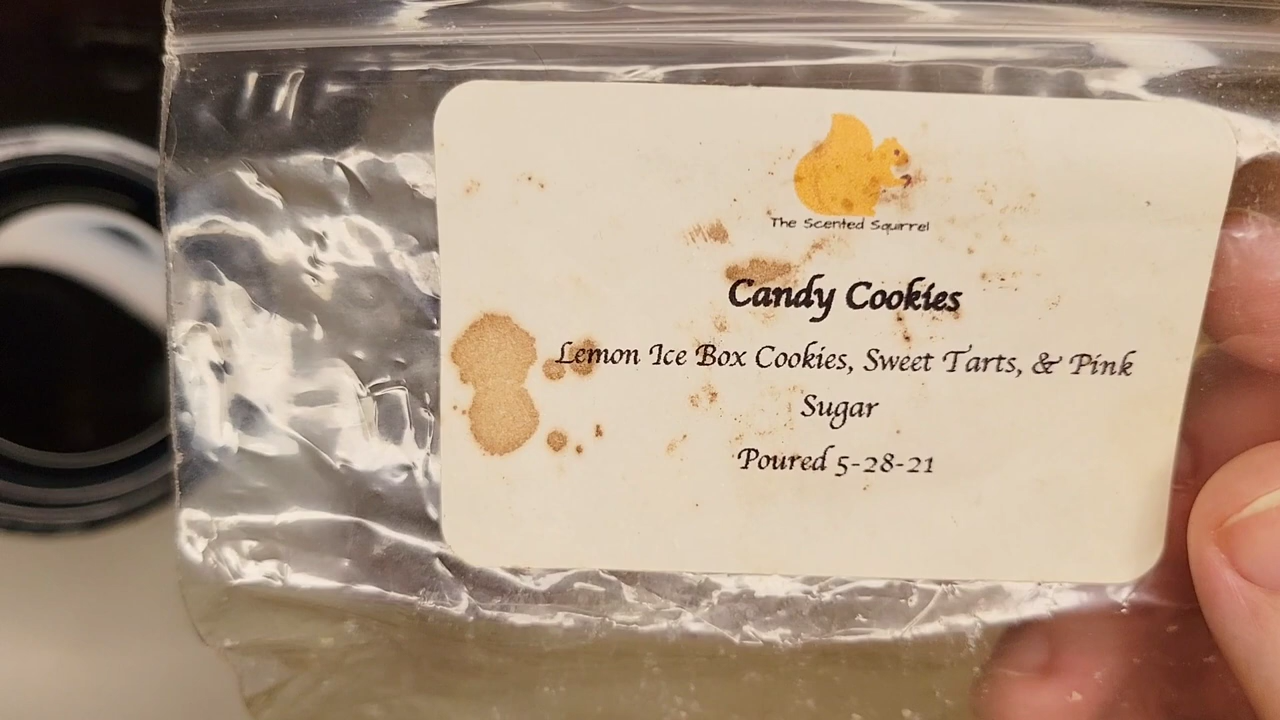 The Scented Squirrel
Candy Cookies
Lemon Ice Box Cookies, Sweet Tarts, & Pink
Sugar
Poured 5-28-21